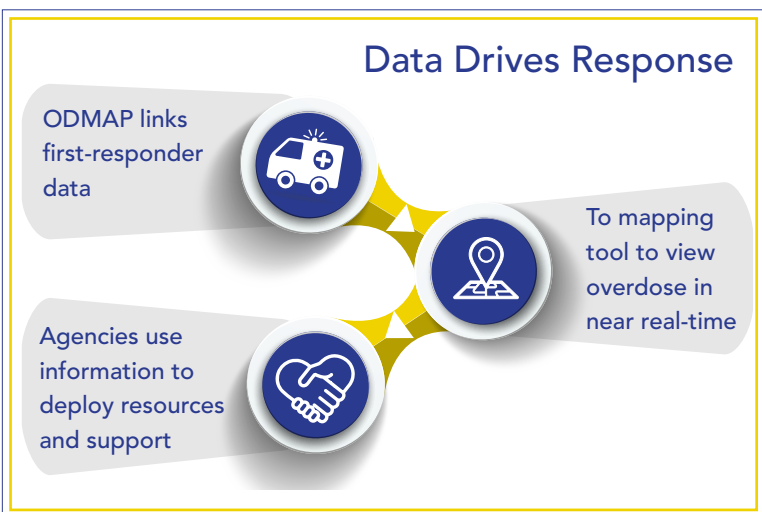 Data Drives Response
ODMAP links
first-responder
data
To mapping
tool to view
overdose in
near real-time
Agencies use
information to
deploy resources
and support